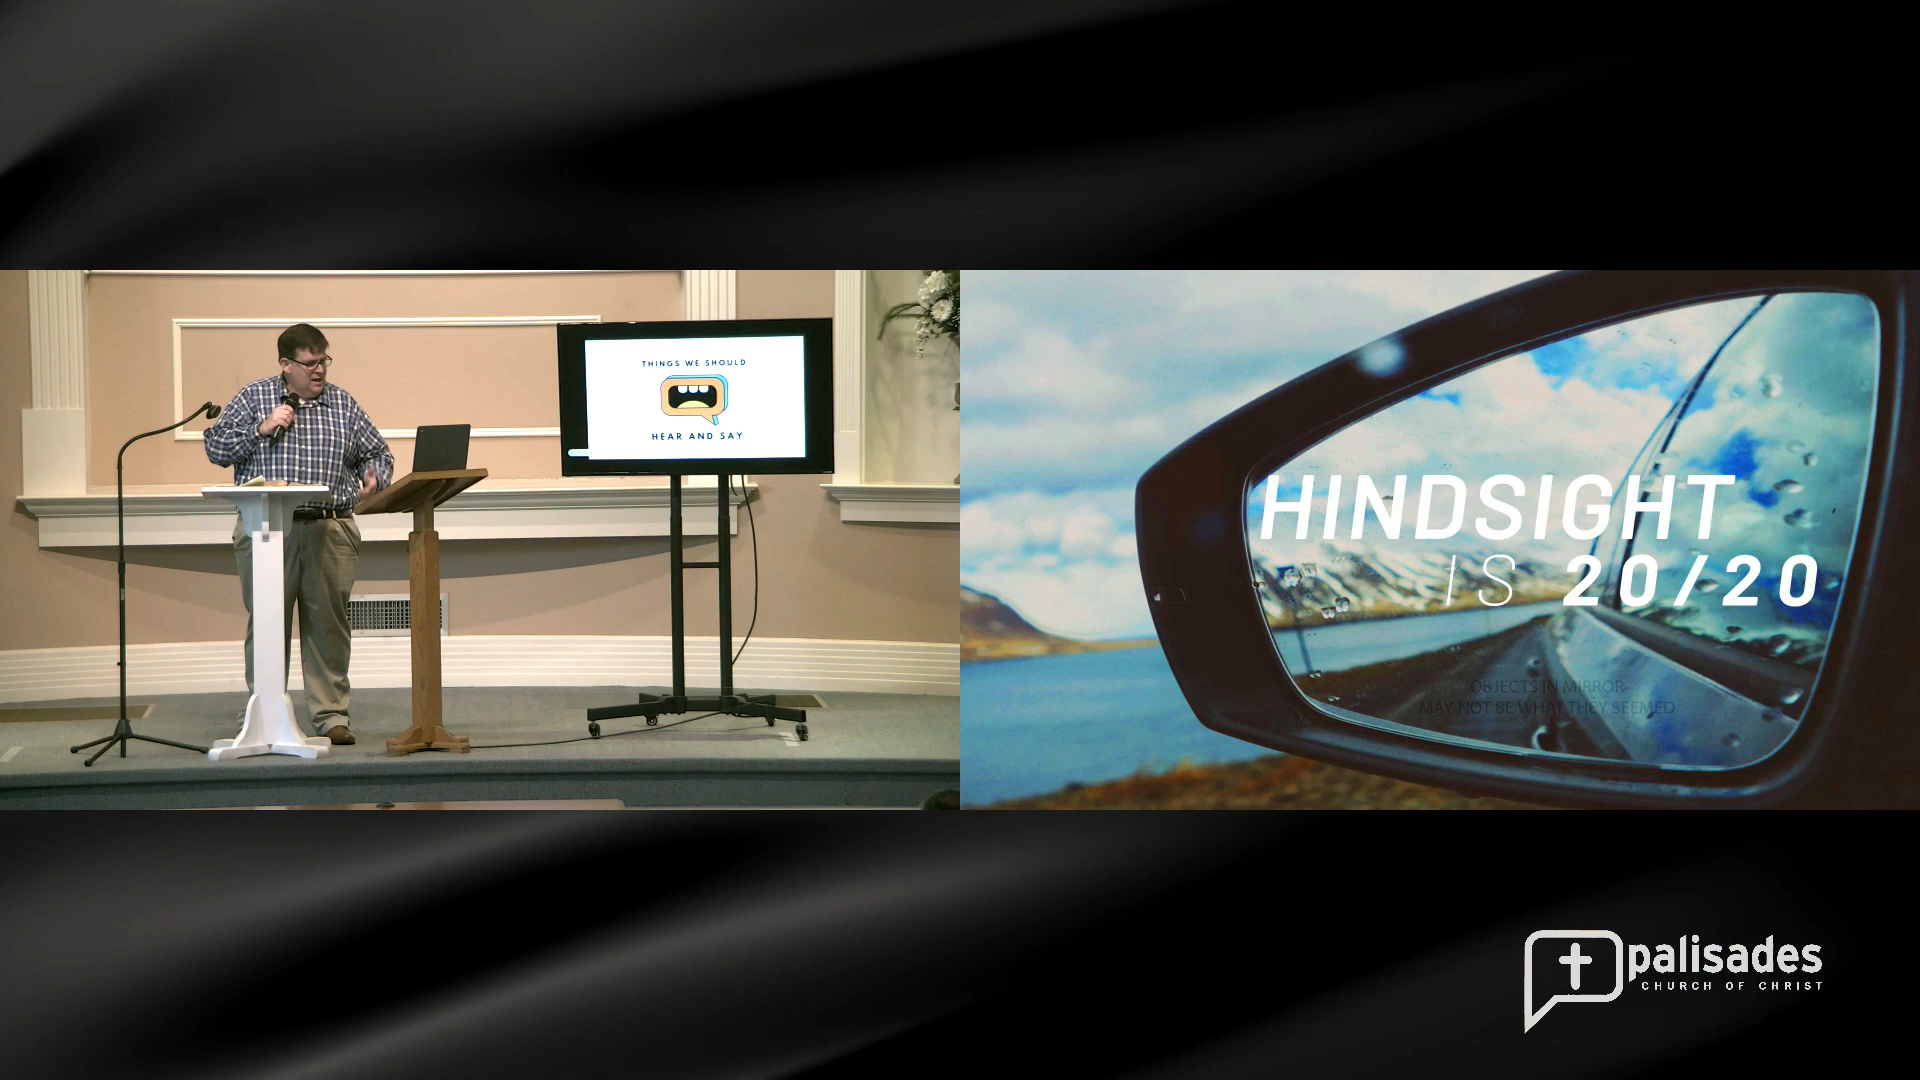 THINGS WE SHOULD
HEAR AND SAY
HINDSIGHT
IS 20/20
OBJECTS IN MIRROR
MAY NOT BE WHAT THEY SEEMED
palisades
CHURCH OF CHRIST